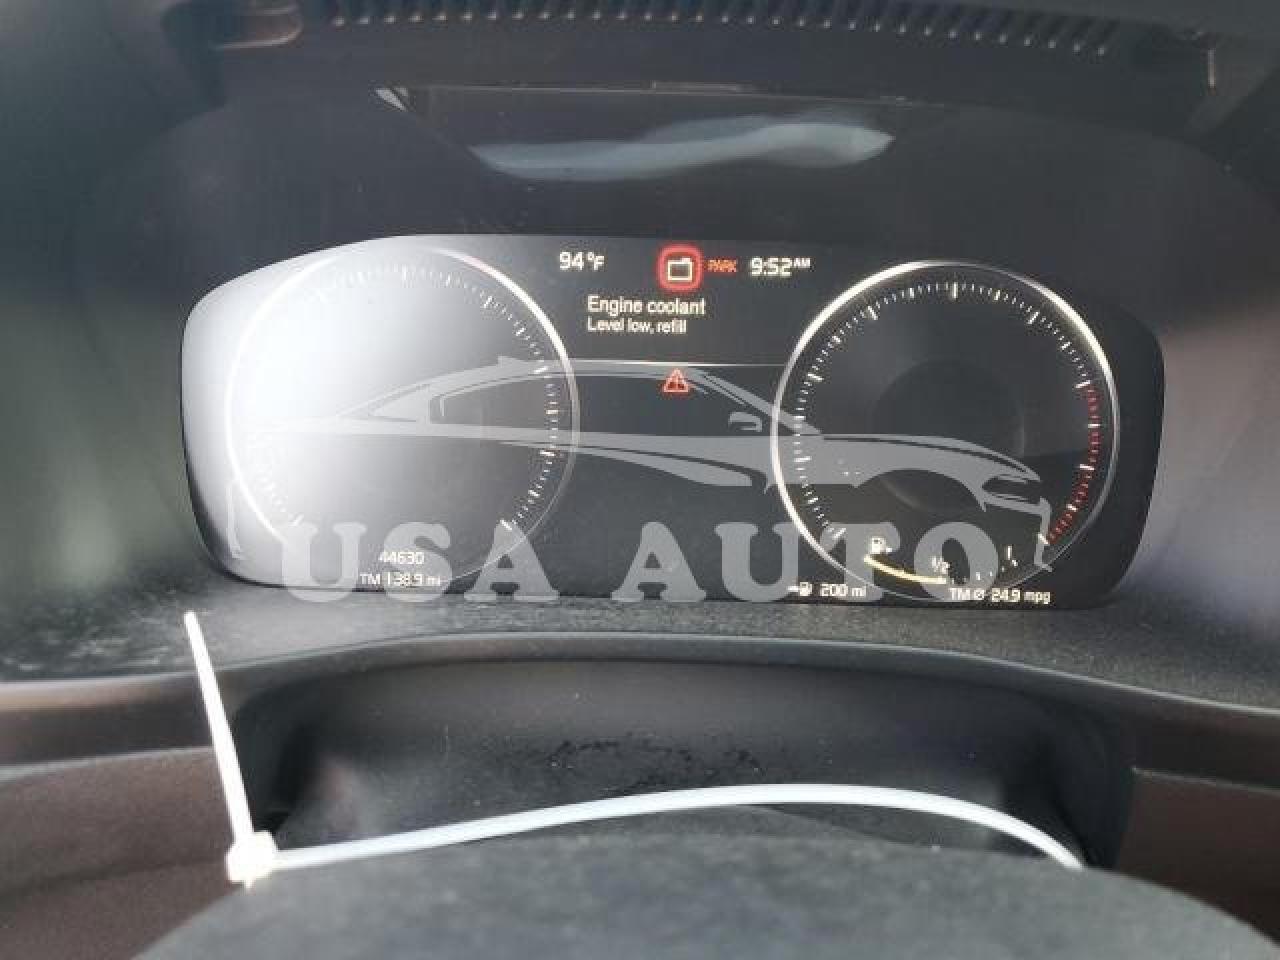 94°F
PARK
9:52 AM
Engine coolant
Level low, refill
USA AUTO
44630
TM 138.9 mi
1/2
1
200 mi
TM Ø 24.9 mpg